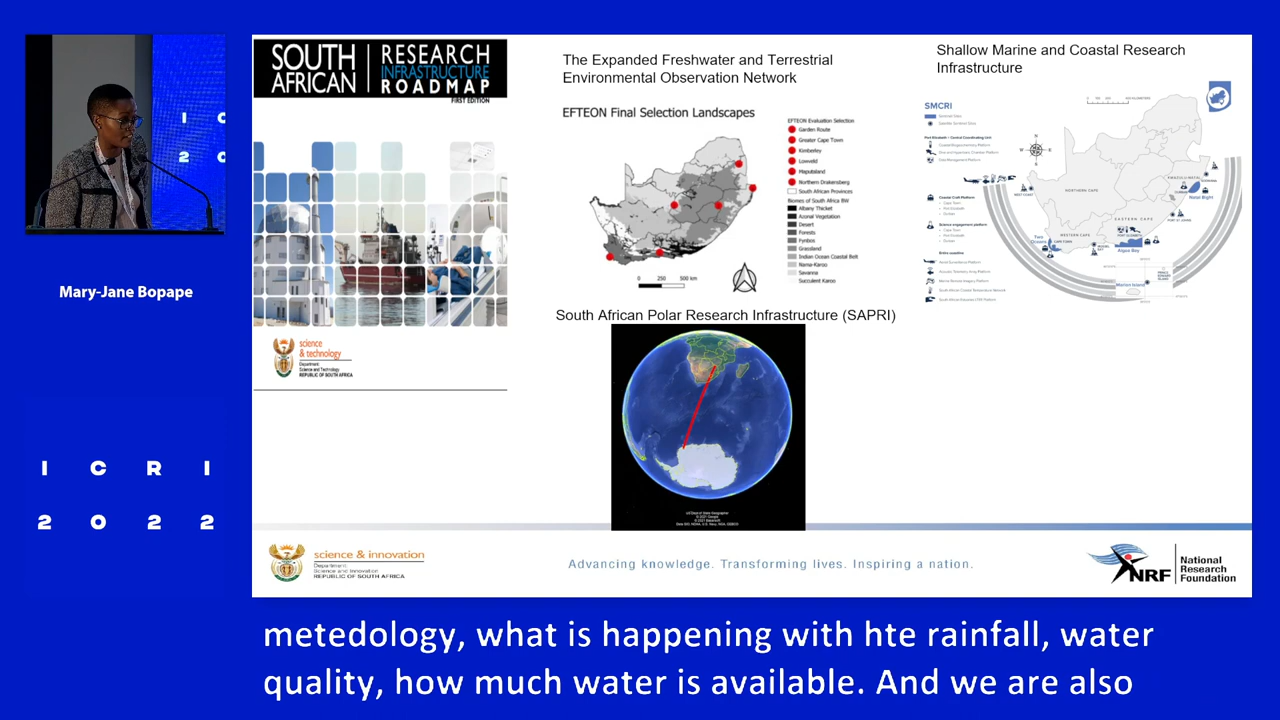 I C
2 0
Mary-Jane Bopape
I C R I
2 0 2 2
SOUTH AFRICAN
RESEARCH
INFRASTRUCTURE
ROADMAP
FIRST EDITION
science
& technology
Department:
Science and Technology
REPUBLIC OF SOUTH AFRICA
The Expanded Freshwater and Terrestrial
Environmental Observation Network
EFTEON Final Selection Landscapes
EFTEON Evaluation Selection
Garden Route
Greater Cape Town
Kimberley
Lowveld
Maputaland
Northern Drakensberg
South African Provinces
Biomes of South Africa BW
Albany Thicket
Azonal Vegetation
Desert
Forests
Fynbos
Grassland
Indian Ocean Coastal Belt
Nama-Karoo
Savanna
Succulent Karoo
0 250 500 km
Shallow Marine and Coastal Research
Infrastructure
SMCRI
NORTHERN CAPE
EASTERN CAPE
WESTERN CAPE
KWAZULU-NATAL
Natal Bight
Algoa Bay
Marion Island
South African Polar Research Infrastructure (SAPRI)
science & innovation
Department:
Science and Innovation
REPUBLIC OF SOUTH AFRICA
Advancing knowledge. Transforming lives. Inspiring a nation.
NRF
National
Research
Foundation
metedology, what is happening with hte rainfall, water
quality, how much water is available. And we are also